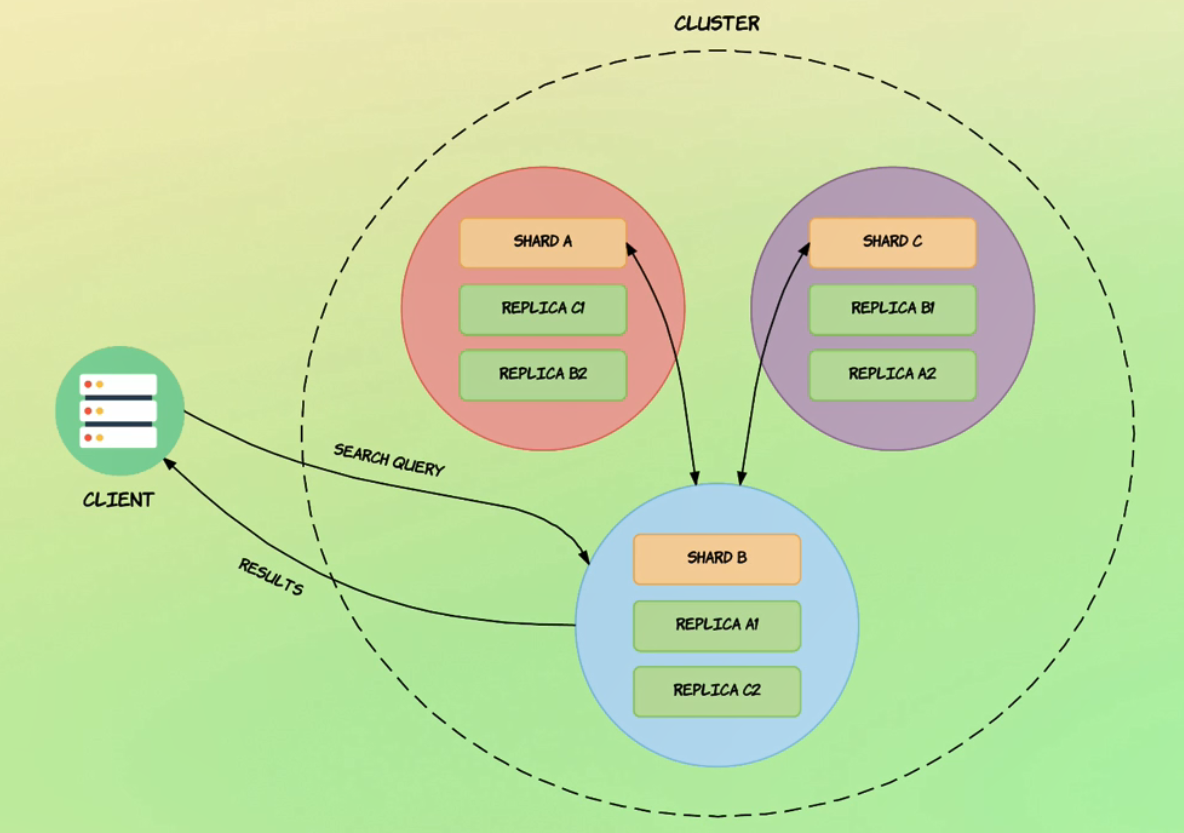 CLUSTER
SHARD A
REPLICA C1
REPLICA B2
SHARD C
REPLICA B1
REPLICA A2
SEARCH QUERY
CLIENT
RESULTS
SHARD B
REPLICA A1
REPLICA C2